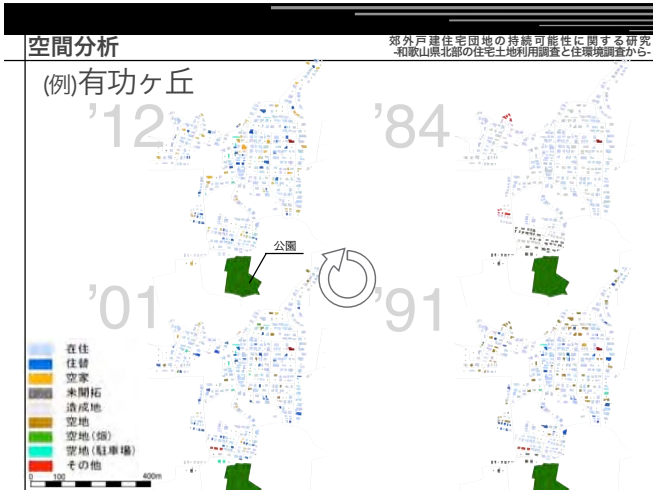 空間分析
郊外戸建住宅団地の持続可能性に関する研究
-和歌山県北部の住宅土地利用調査と住環境調査から-
(例)有功ヶ丘
’12
’84
公園
’01
’91
在住
住替
空家
未開拓
造成地
空地
空地(畑)
空地(駐車場)
その他
0 100 400m